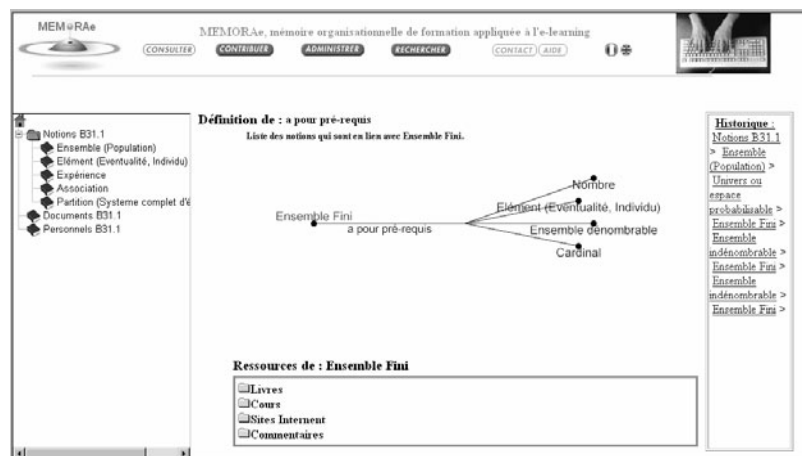 MEMORAe
MEMORAe, mémoire organisationnelle de formation appliquée à l'e-learning
CONSULTER CONTRIBUER ADMINISTRER RECHERCHER CONTACT AIDE
Notions B31.1
Ensemble (Population)
Elément (Eventualité, Individu)
Expérience
Association
Partition (Systeme complet d'é
Documents B31.1
Personnels B31.1
Définition de : a pour pré-requis
Liste des notions qui sont en lien avec Ensemble Fini.
Ensemble Fini
a pour pré-requis
Nombre
Elément (Eventualité, Individu)
Ensemble dénombrable
Cardinal
Ressources de : Ensemble Fini
Livres
Cours
Sites Internent
Commentaires
Historique :
Notions B31.1
> Ensemble
(Population) >
Univers ou
espace
probabilisable >
Ensemble Fini >
Ensemble
indénombrable >
Ensemble Fini >
Ensemble
indénombrable >
Ensemble Fini >